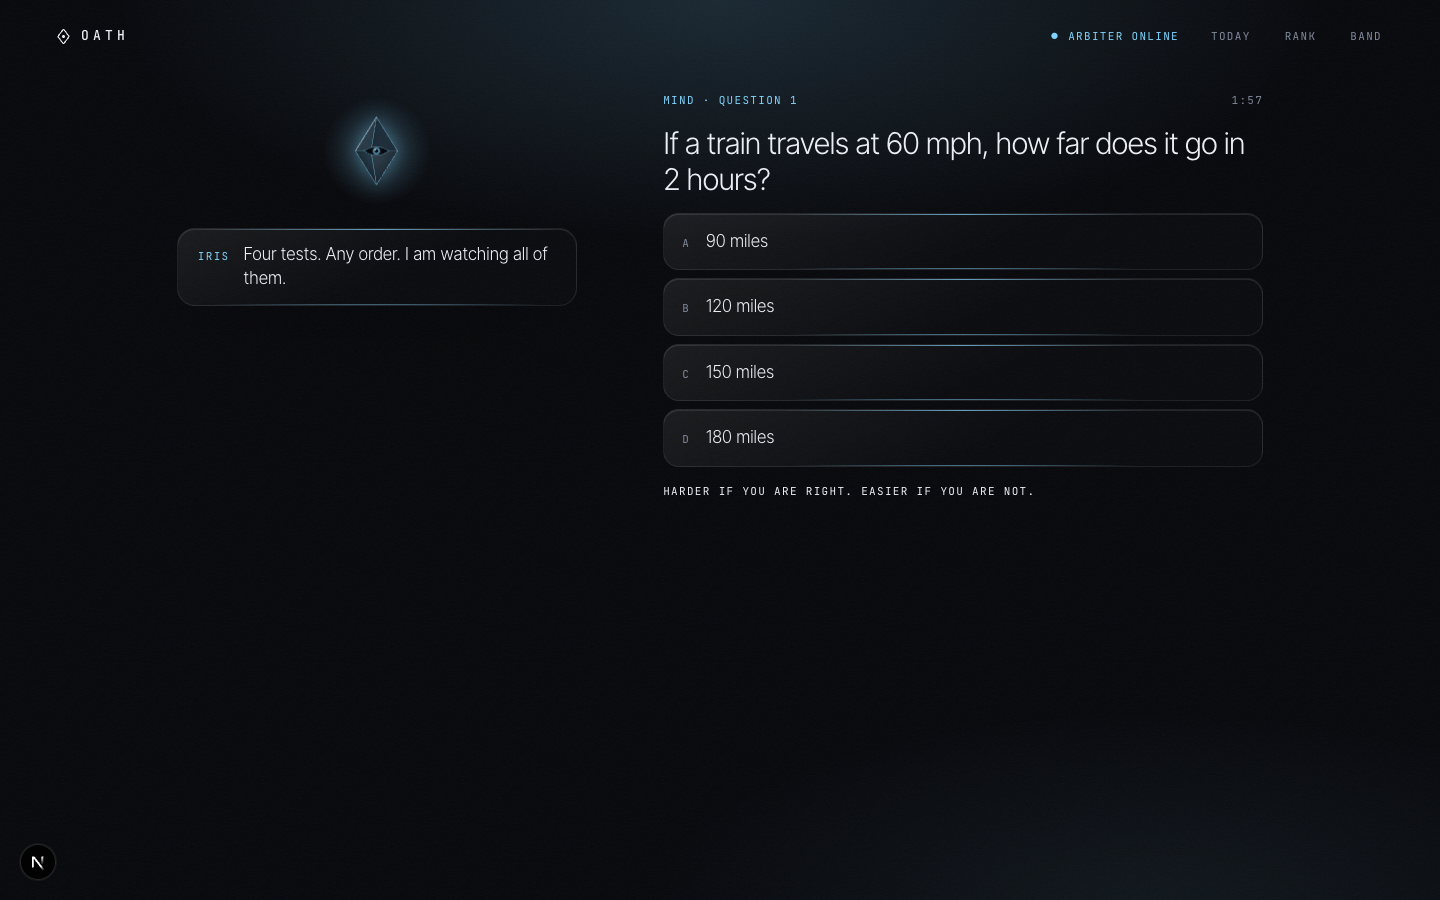 OATH
ARBITER ONLINE
TODAY
RANK
BAND
IRIS
Four tests. Any order. I am watching all of
them.
MIND · QUESTION 1
1:57
If a train travels at 60 mph, how far does it go in
2 hours?
A 90 miles
B 120 miles
C 150 miles
D 180 miles
HARDER IF YOU ARE RIGHT. EASIER IF YOU ARE NOT.
N